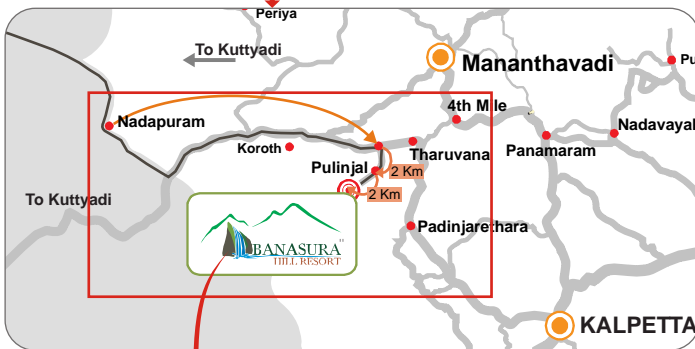 Periya
To Kuttyadi
Mananthavadi
Pu
4th Mile
Nadapuram
Nadavayal
Koroth
Tharuvana
Panamaram
Pulinjal
2 Km
2 Km
To Kuttyadi
Padinjarethara
BANASURA
HILL RESORT
KALPETTA